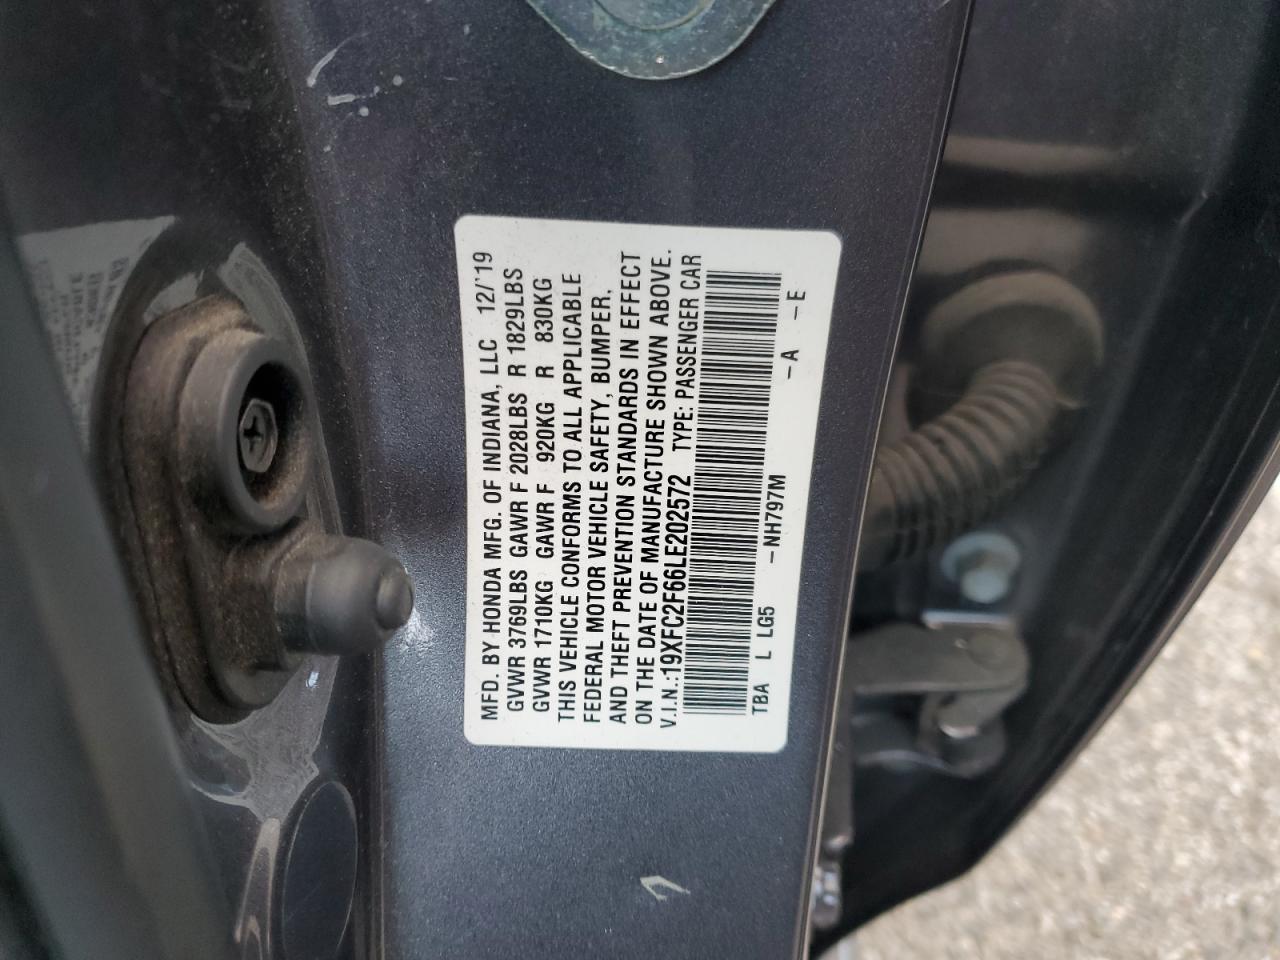 MFD. BY HONDA MFG. OF INDIANA, LLC 12/'19
GVWR 3769LBS GAWR F 2028LBS R 1829LBS
GVWR 1710KG GAWR F 920KG R 830KG
THIS VEHICLE CONFORMS TO ALL APPLICABLE
FEDERAL MOTOR VEHICLE SAFETY, BUMPER,
AND THEFT PREVENTION STANDARDS IN EFFECT
ON THE DATE OF MANUFACTURE SHOWN ABOVE.
V.I.N.:19XFC2F66LE202572 TYPE: PASSENGER CAR
TBA L LG5 -NH797M -A -E